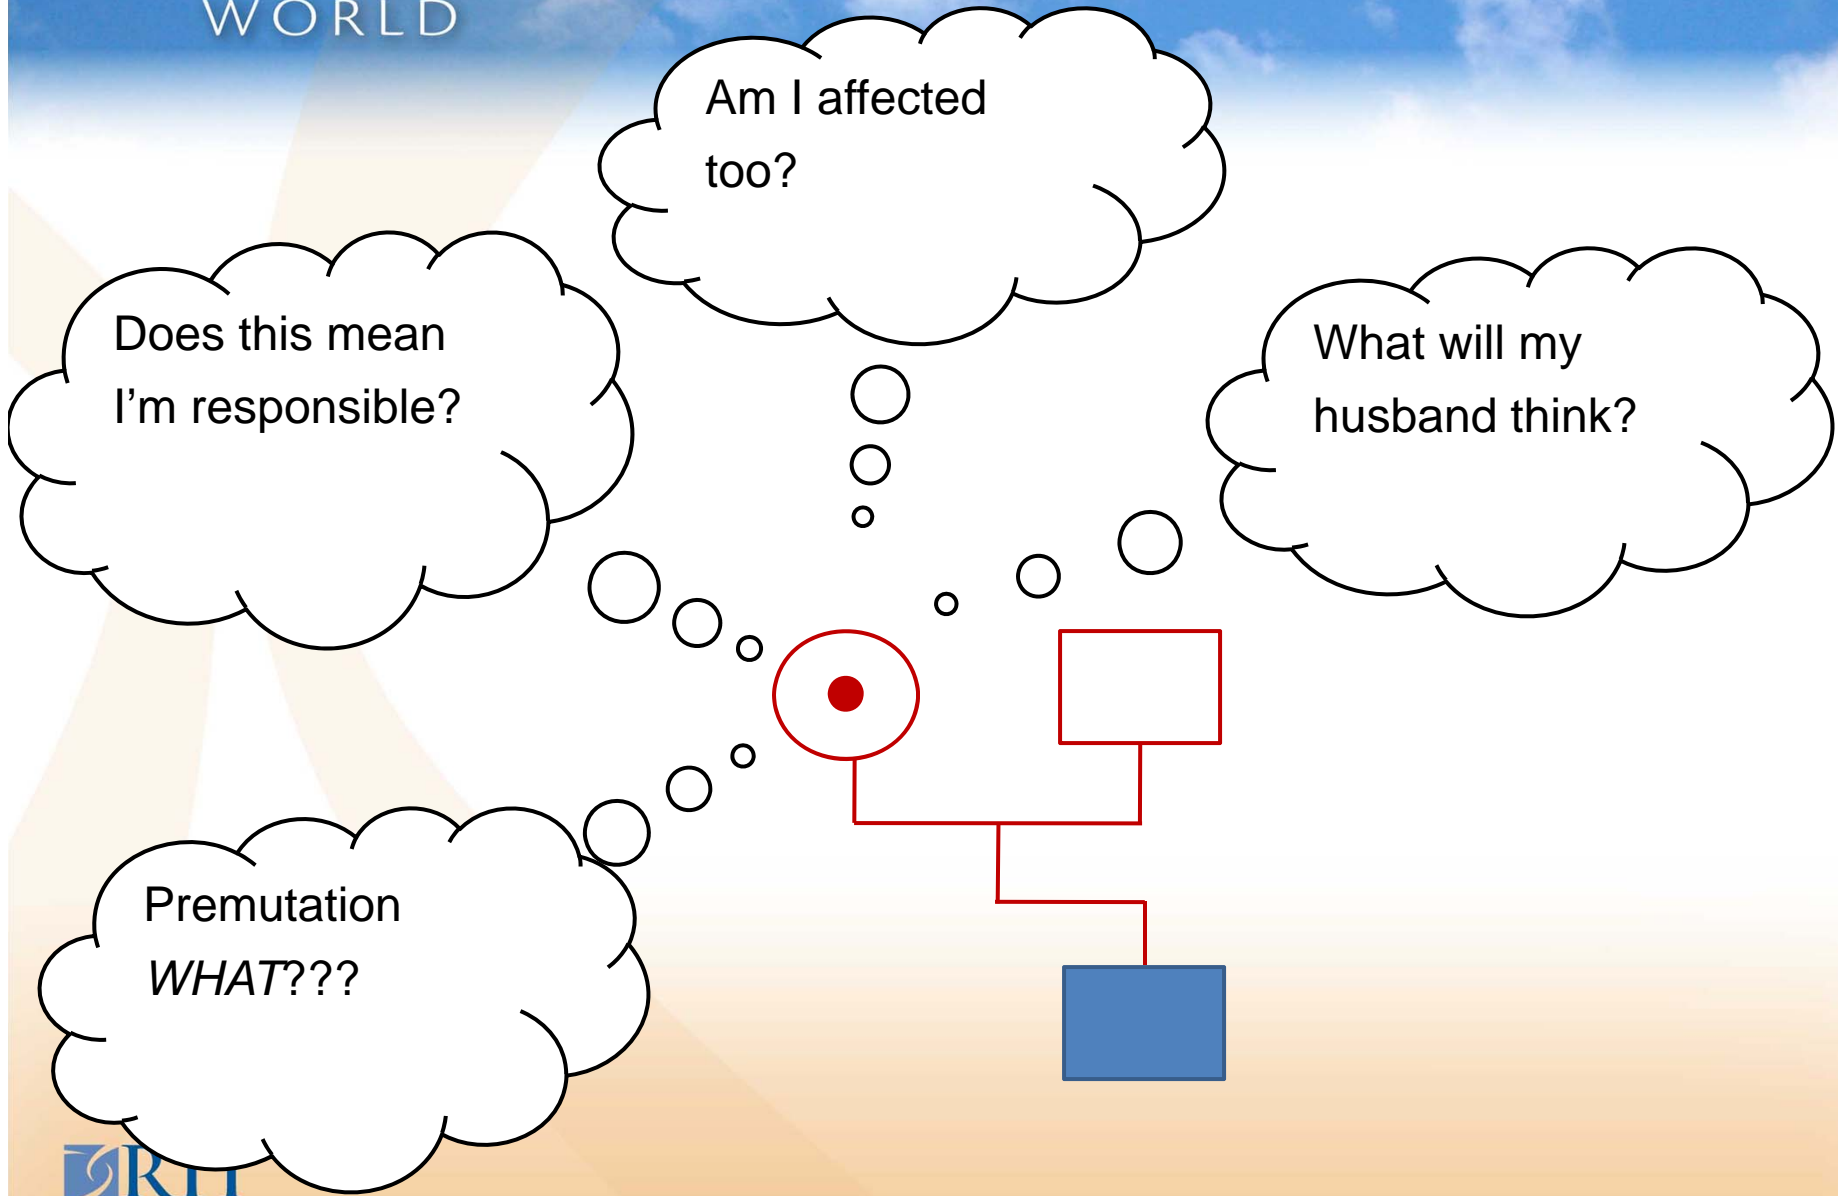 WORLD
Am I affected
too?
Does this mean
I'm responsible?
What will my
husband think?
Premutation
WHAT???